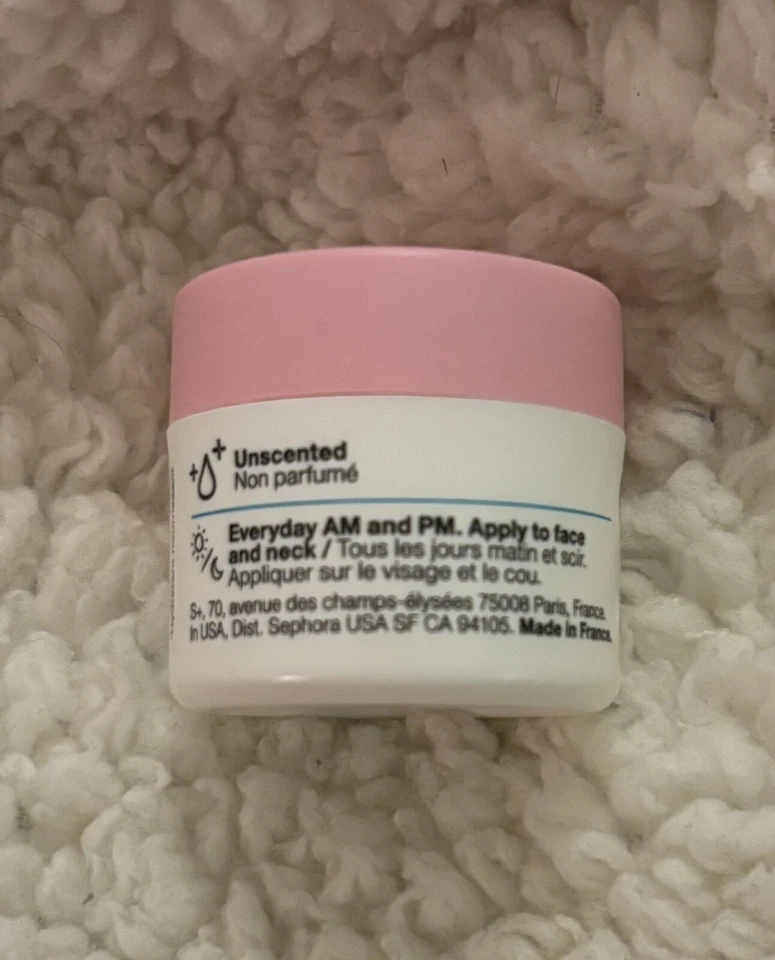 Unscented
Non parfumé
Everyday AM and PM. Apply to face
and neck / Tous les jours matin et soir.
Appliquer sur le visage et le cou.
S+, 70, avenue des champs-élysées 75008 Paris, France.
In USA, Dist. Sephora USA SF CA 94105. Made in France.